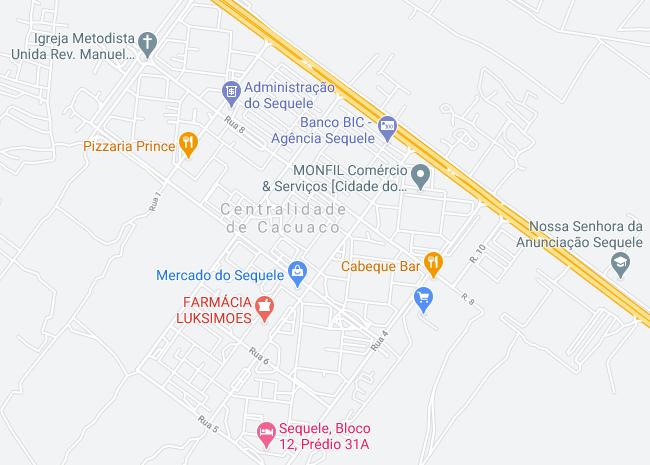 Igreja Metodista
Unida Rev. Manuel...
Administração
do Sequele
Rua 8
Banco BIC -
Agência Sequele
Pizzaria Prince
MONFIL Comércio
& Serviços [Cidade do...
Rua 1
Centralidade
de Cacuaco
Nossa Senhora da
Anunciação Sequele
R. 10
Cabeque Bar
Mercado do Sequele
R. 8
FARMÁCIA
LUKSIMOES
Rua 4
Rua 6
Rua 5
Sequele, Bloco
12, Prédio 31A